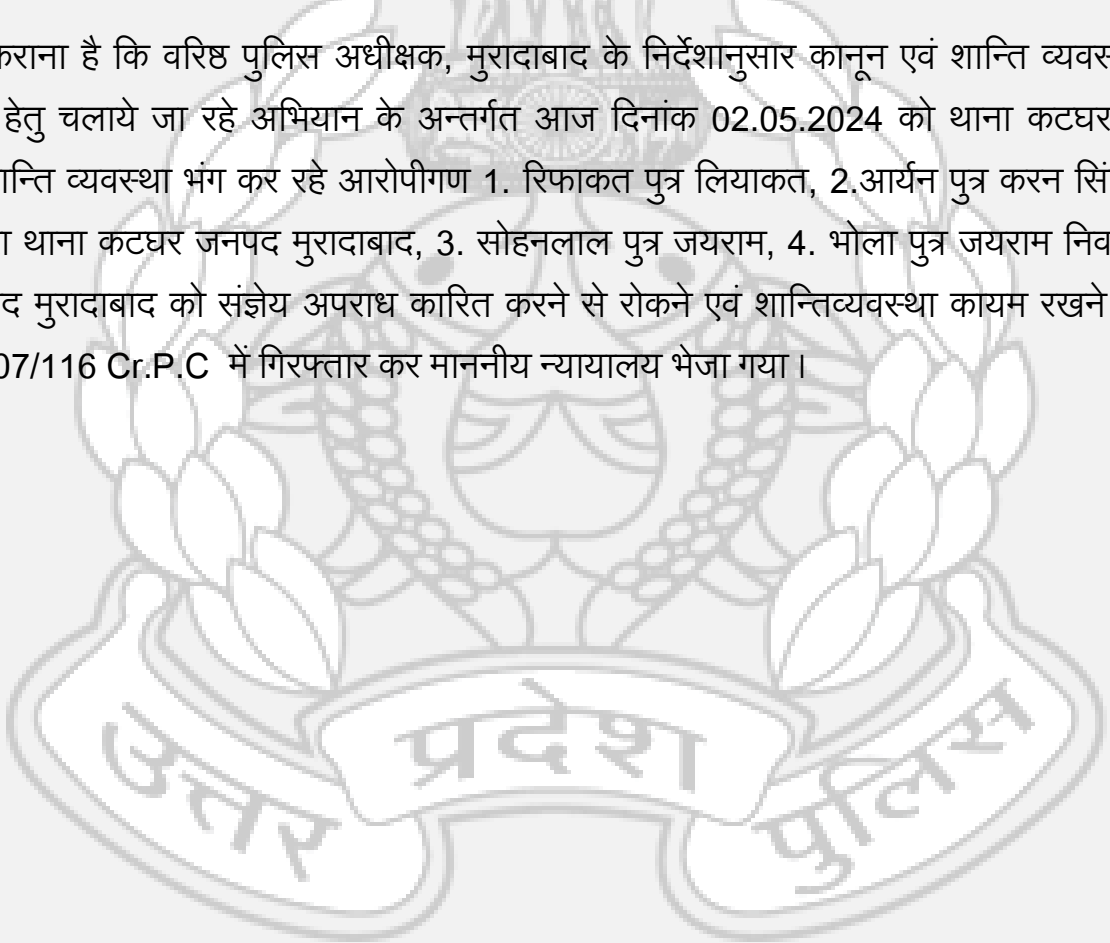 कराना है कि वरिष्ठ पुलिस अधीक्षक, मुरादाबाद के निर्देशानुसार कानून एवं शान्ति व्यवस
हेतु चलाये जा रहे अभियान के अन्तर्गत आज दिनांक 02.05.2024 को थाना कटघर
ान्ति व्यवस्था भंग कर रहे आरोपीगण 1. रिफाकत पुत्र लियाकत, 2.आर्यन पुत्र करन सिं
ा थाना कटघर जनपद मुरादाबाद, 3. सोहनलाल पुत्र जयराम, 4. भोला पुत्र जयराम निव
द मुरादाबाद को संज्ञेय अपराध कारित करने से रोकने एवं शान्तिव्यवस्था कायम रखने
07/116 Cr.P.C में गिरफ्तार कर माननीय न्यायालय भेजा गया।
उत्तर प्रदेश पुलिस